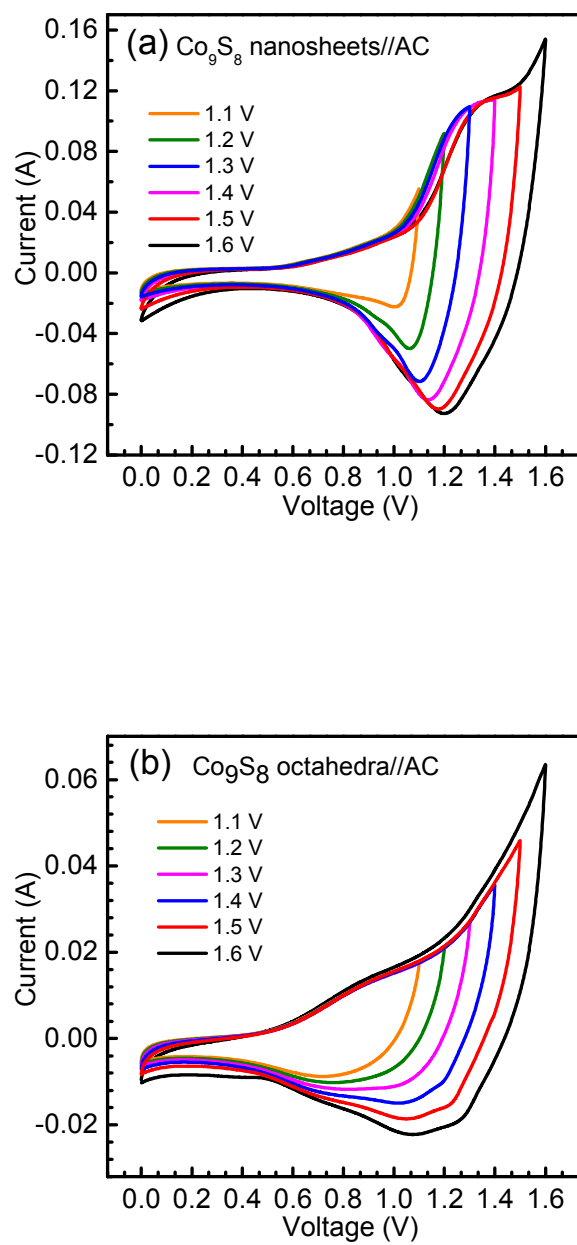 (a) Co₉S₈ nanosheets//AC
0.16
0.12
0.08
0.04
0.00
-0.04
-0.08
-0.12
Current (A)
1.1 V
1.2 V
1.3 V
1.4 V
1.5 V
1.6 V
0.0 0.2 0.4 0.6 0.8 1.0 1.2 1.4 1.6
Voltage (V)
(b) Co9S8 octahedra//AC
0.06
0.04
0.02
0.00
-0.02
Current (A)
1.1 V
1.2 V
1.3 V
1.4 V
1.5 V
1.6 V
0.0 0.2 0.4 0.6 0.8 1.0 1.2 1.4 1.6
Voltage (V)